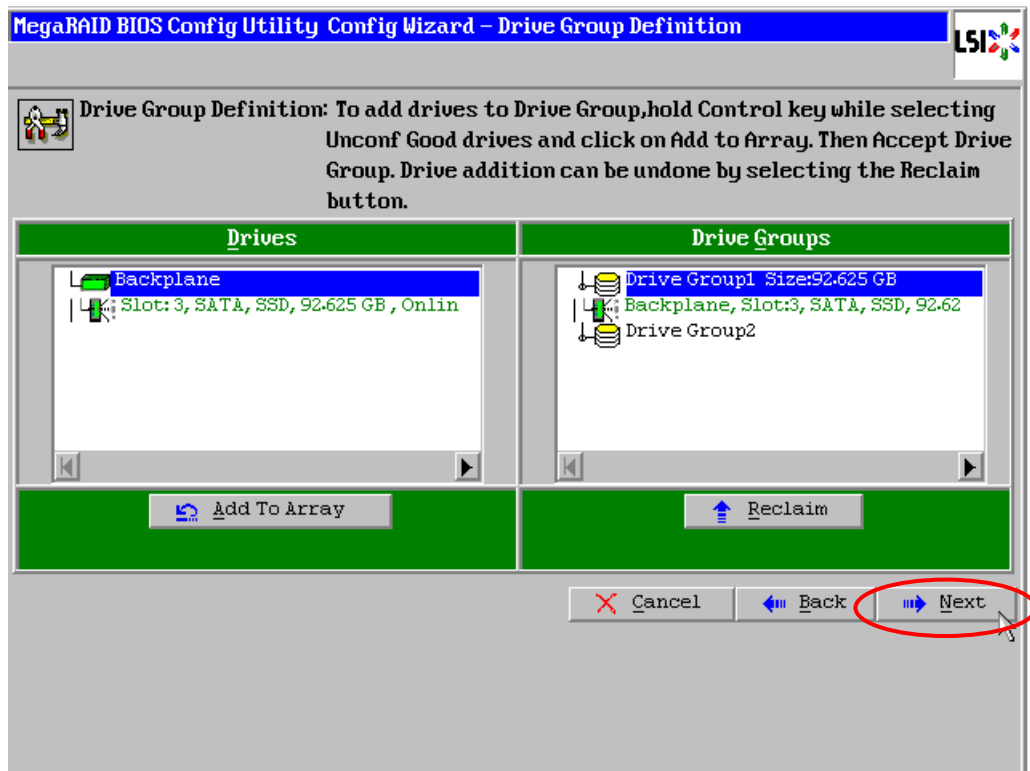 MegaRAID BIOS Config Utility Config Wizard – Drive Group Definition
LSI
Drive Group Definition: To add drives to Drive Group,hold Control key while selecting
Unconf Good drives and click on Add to Array. Then Accept Drive
Group. Drive addition can be undone by selecting the Reclaim
button.
Drives
Backplane
Slot: 3, SATA, SSD, 92.625 GB , Onlin
Add To Array
Drive Groups
Drive Group1 Size:92.625 GB
Backplane, Slot:3, SATA, SSD, 92.62
Drive Group2
Reclaim
Cancel
Back
Next